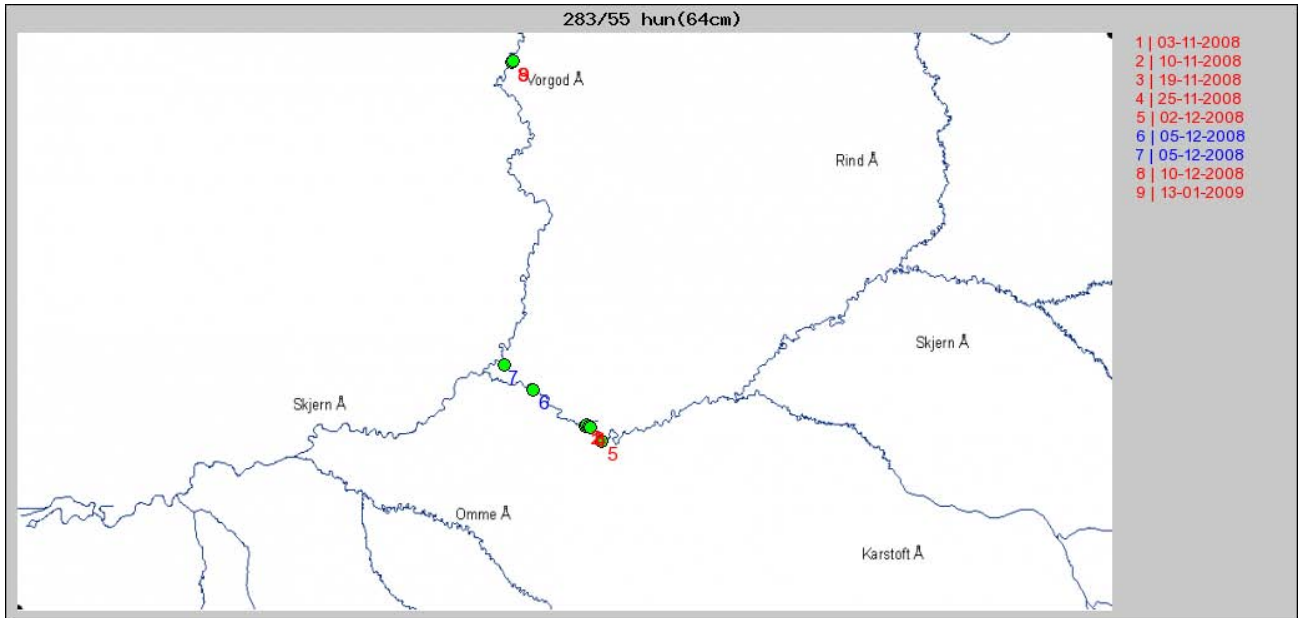 283/55 hun(64cm)
1 | 03-11-2008
2 | 10-11-2008
3 | 19-11-2008
4 | 25-11-2008
5 | 02-12-2008
6 | 05-12-2008
7 | 05-12-2008
8 | 10-12-2008
9 | 13-01-2009
Vorgod Å
Rind Å
Skjern Å
7
6
Skjern Å
5
Omme Å
Karstoft Å